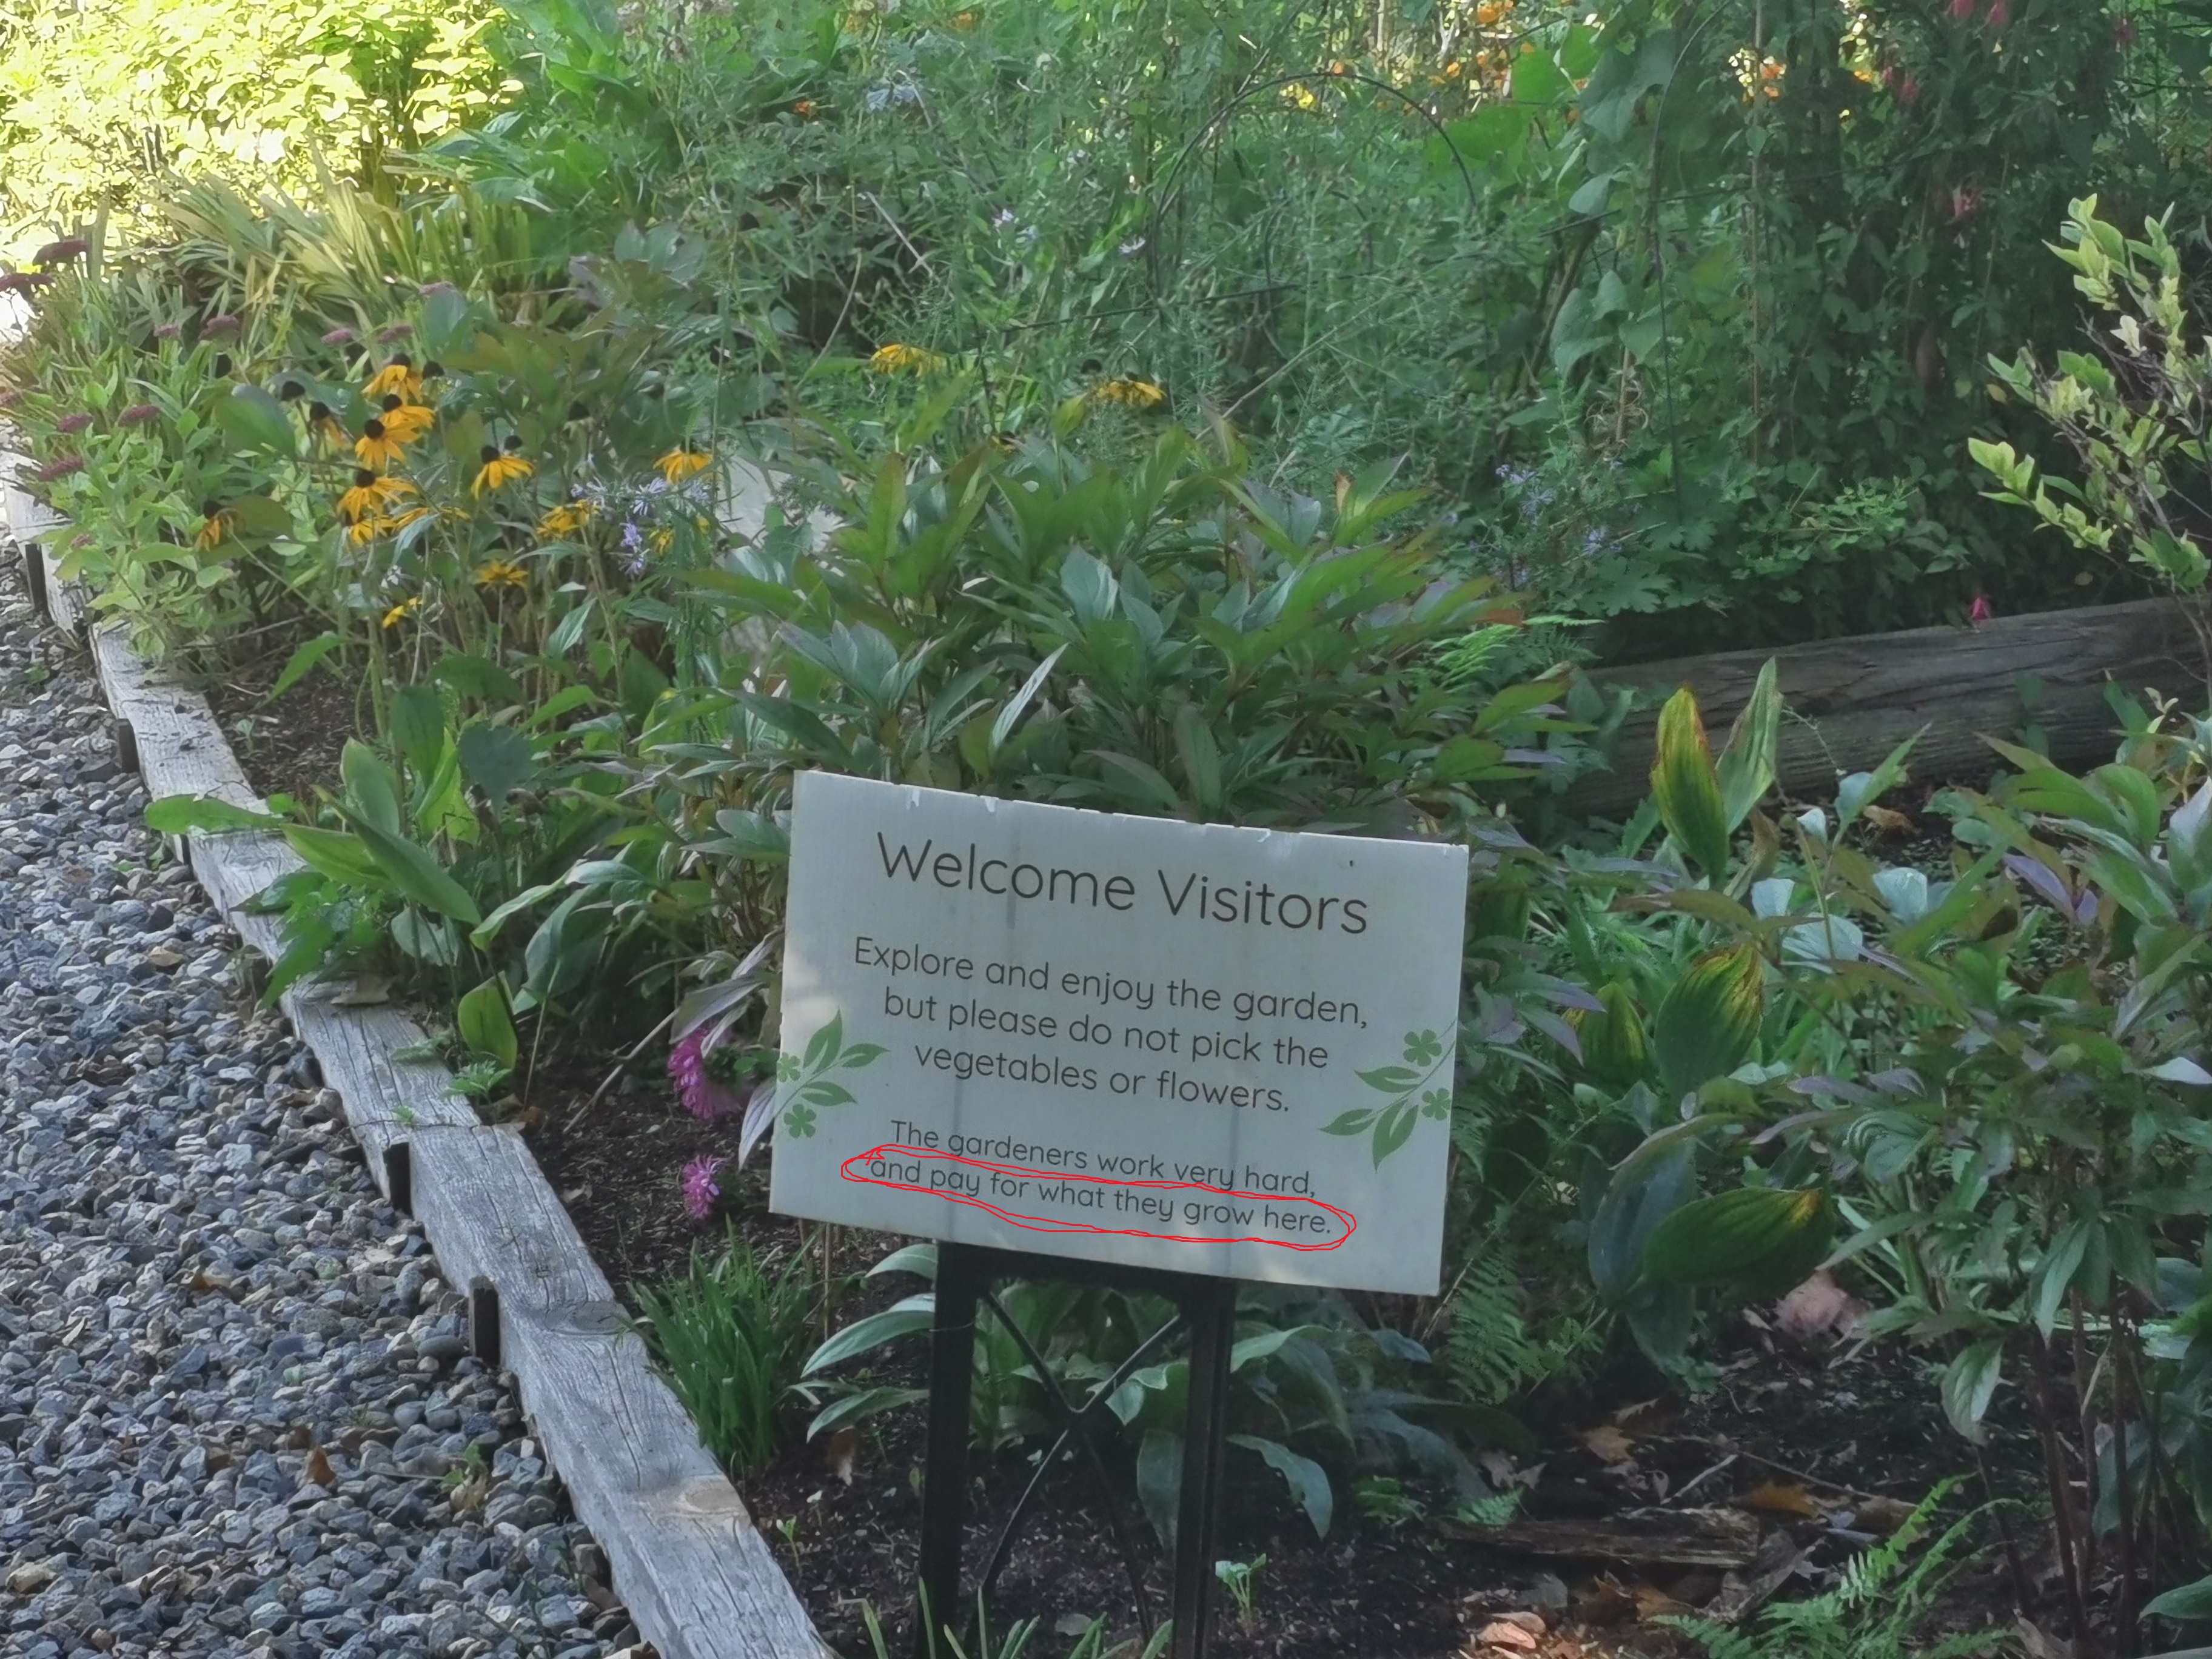 Welcome Visitors
Explore and enjoy the garden,
but please do not pick the
vegetables or flowers.
The gardeners work very hard,
and pay for what they grow here.